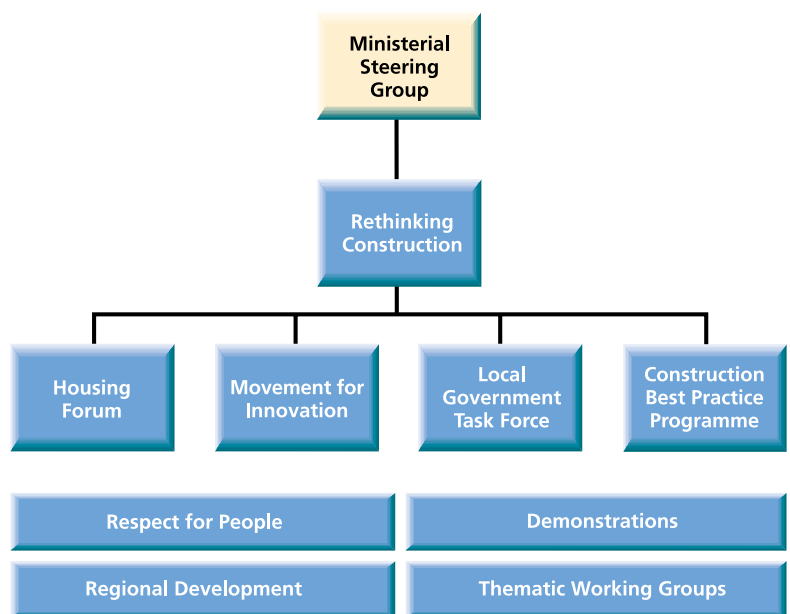 Ministerial
Steering
Group
Rethinking
Construction
Housing
Forum
Movement for
Innovation
Local
Government
Task Force
Construction
Best Practice
Programme
Respect for People
Demonstrations
Regional Development
Thematic Working Groups